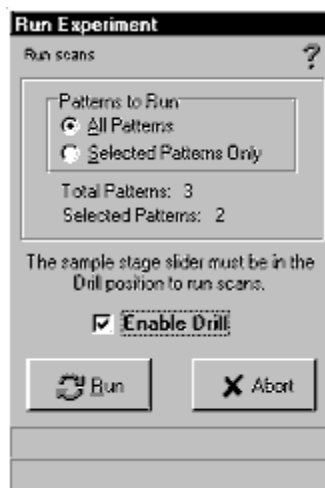 Run Experiment
Run scans
?
Patterns to Run
All Patterns
Selected Patterns Only
Total Patterns: 3
Selected Patterns: 2
The sample stage slider must be in the
Drill position to run scans.
Enable Drill
Run
Abort